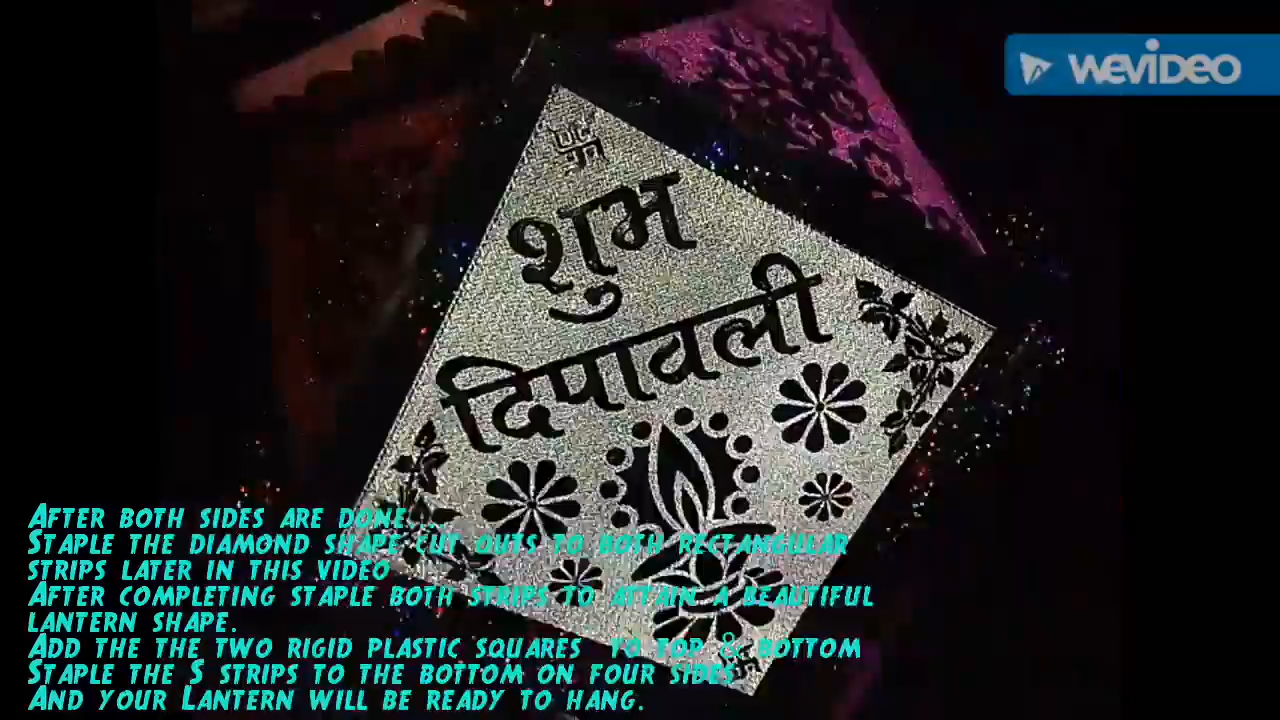 WEVIDEO
शुभ
दिपावली
AFTER BOTH SIDES ARE DONE.....
STAPLE THE DIAMOND SHAPE CUT OUTS TO BOTH RECTANGULAR
STRIPS LATER IN THIS VIDEO
AFTER COMPLETING STAPLE BOTH STRIPS TO ATTAIN A BEAUTIFUL
LANTERN SHAPE.
ADD THE THE TWO RIGID PLASTIC SQUARES TO TOP & BOTTOM
STAPLE THE S STRIPS TO THE BOTTOM ON FOUR SIDES
AND YOUR LANTERN WILL BE READY TO HANG.